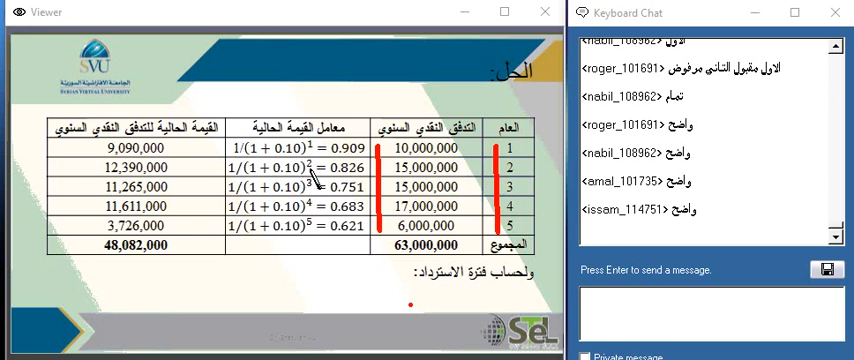 Viewer
Keyboard Chat
SVU
الجامعة الافتراضية السورية
SYRIAN VIRTUAL UNIVERSITY
الحل:
العام التدفق النقدي السنوي معامل القيمة الحالية القيمة الحالية للتدفق النقدي السنوي
1 10,000,000 1/(1 + 0.10)^1 = 0.909 9,090,000
2 15,000,000 1/(1 + 0.10)^2 = 0.826 12,390,000
3 15,000,000 1/(1 + 0.10)^3 = 0.751 11,265,000
4 17,000,000 1/(1 + 0.10)^4 = 0.683 11,611,000
5 6,000,000 1/(1 + 0.10)^5 = 0.621 3,726,000
المجموع 63,000,000 48,082,000
ولحساب فترة الاسترداد:
SeL
<nabil_108962> الاول
<roger_101691> الاول مقبول التاني مرفوض
<nabil_108962> تمام
<roger_101691> واضح
<nabil_108962> واضح
<amal_101735> واضح
<issam_114751> واضح
Press Enter to send a message.
Private message